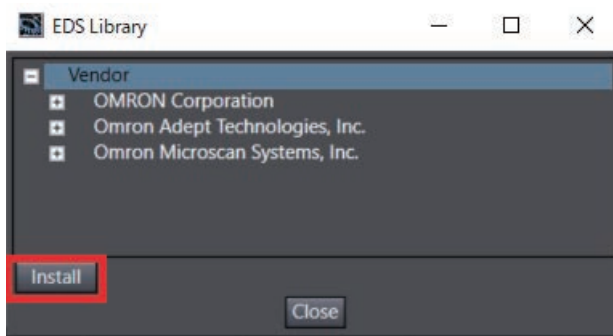 EDS Library
Vendor
OMRON Corporation
Omron Adept Technologies, Inc.
Omron Microscan Systems, Inc.
Install
Close